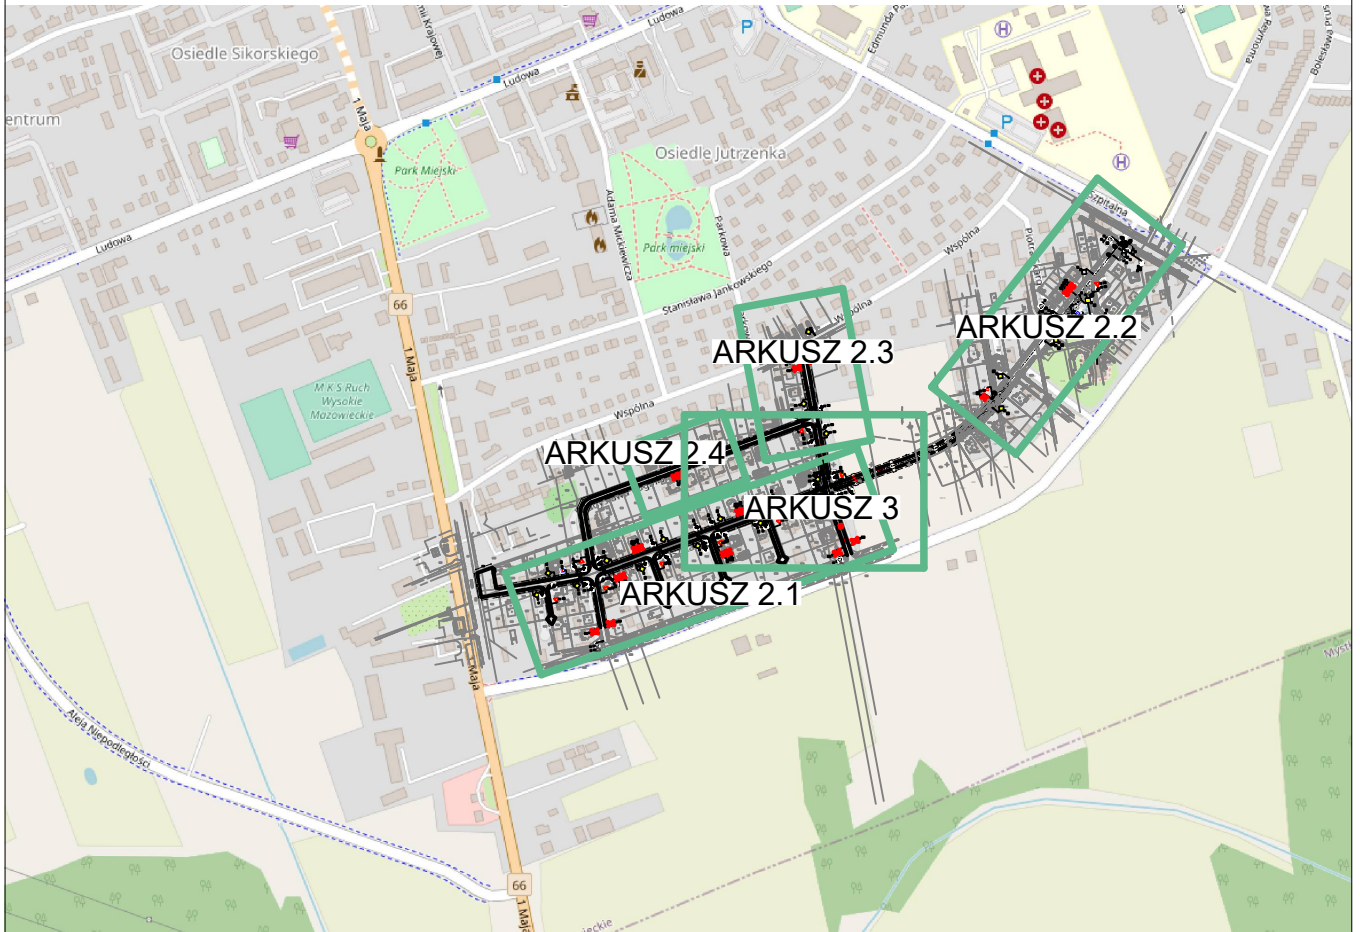 Osiedle Sikorskiego
Ludowa
Ludowa
P
H
1 Maja
entrum
Park Miejski
Osiedle Jutrzenka
P
H
Adama Mickiewicza
Park miejski
Parkowa
Stanisława Jankowskiego
Wspólna
Szpitalna
Ludowa
66
1 Maja
Wspólna
ARKUSZ 2.2
ARKUSZ 2.3
M K S Ruch
Wysokie
Mazowieckie
Wspólna
ARKUSZ 2.4
ARKUSZ 3
ARKUSZ 2.1
1 Maja
Aleja Niepodległości
66
1 Maja
ieckie